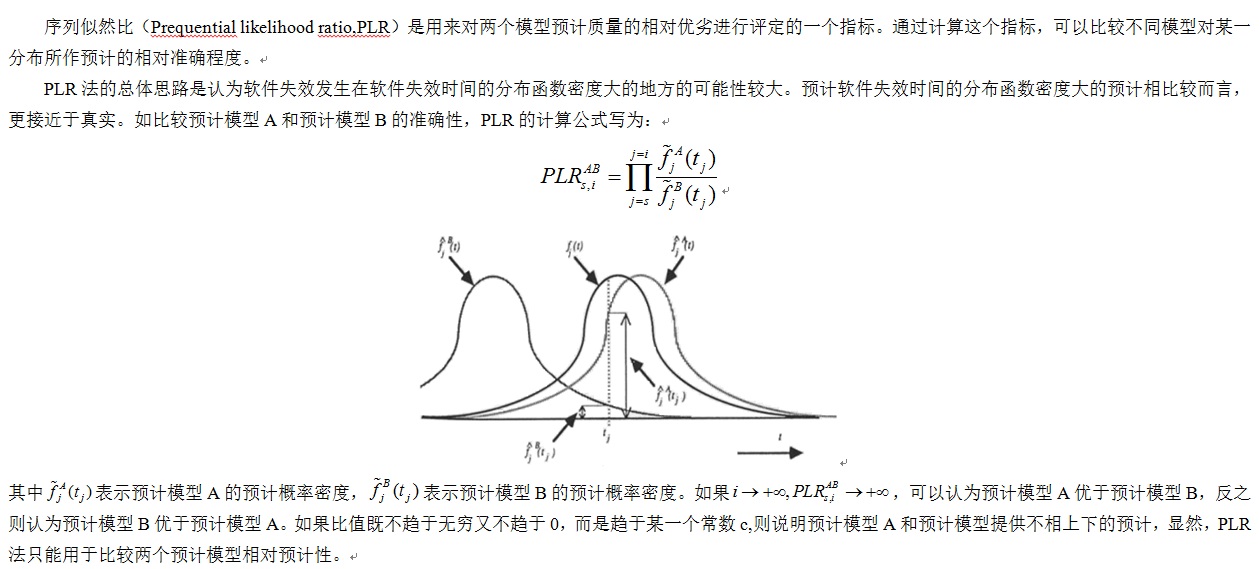 序列似然比（Prequential likelihood ratio,PLR）是用来对两个模型预计质量的相对优劣进行评定的一个指标。通过计算这个指标，可以比较不同模型对某一
分布所作预计的相对准确程度。
PLR 法的总体思路是认为软件失效发生在软件失效时间的分布函数密度大的地方的可能性较大。预计软件失效时间的分布函数密度大的预计相比较而言，
更接近于真实。如比较预计模型 A 和预计模型 B 的准确性，PLR 的计算公式写为：
$PLR_{s,i}^{AB} = \prod_{j=s}^{j=i} \frac{\tilde{f}_j^A(t_j)}{\tilde{f}_j^B(t_j)}$
$\hat{f}_j^B(t)$ $f_j(t)$ $\hat{f}_j^A(t)$
$\hat{f}_j^A(t_j)$
$\hat{f}_j^B(t_j)$ $t_j$ t
其中 $\tilde{f}_j^A(t_j)$ 表示预计模型 A 的预计概率密度，$\tilde{f}_j^B(t_j)$ 表示预计模型 B 的预计概率密度。如果 $i \to +\infty, PLR_{s,i}^{AB} \to +\infty$，可以认为预计模型 A 优于预计模型 B，反之
则认为预计模型 B 优于预计模型 A。如果比值既不趋于无穷又不趋于 0，而是趋于某一个常数 c,则说明预计模型 A 和预计模型提供不相上下的预计，显然，PLR
法只能用于比较两个预计模型相对预计性。